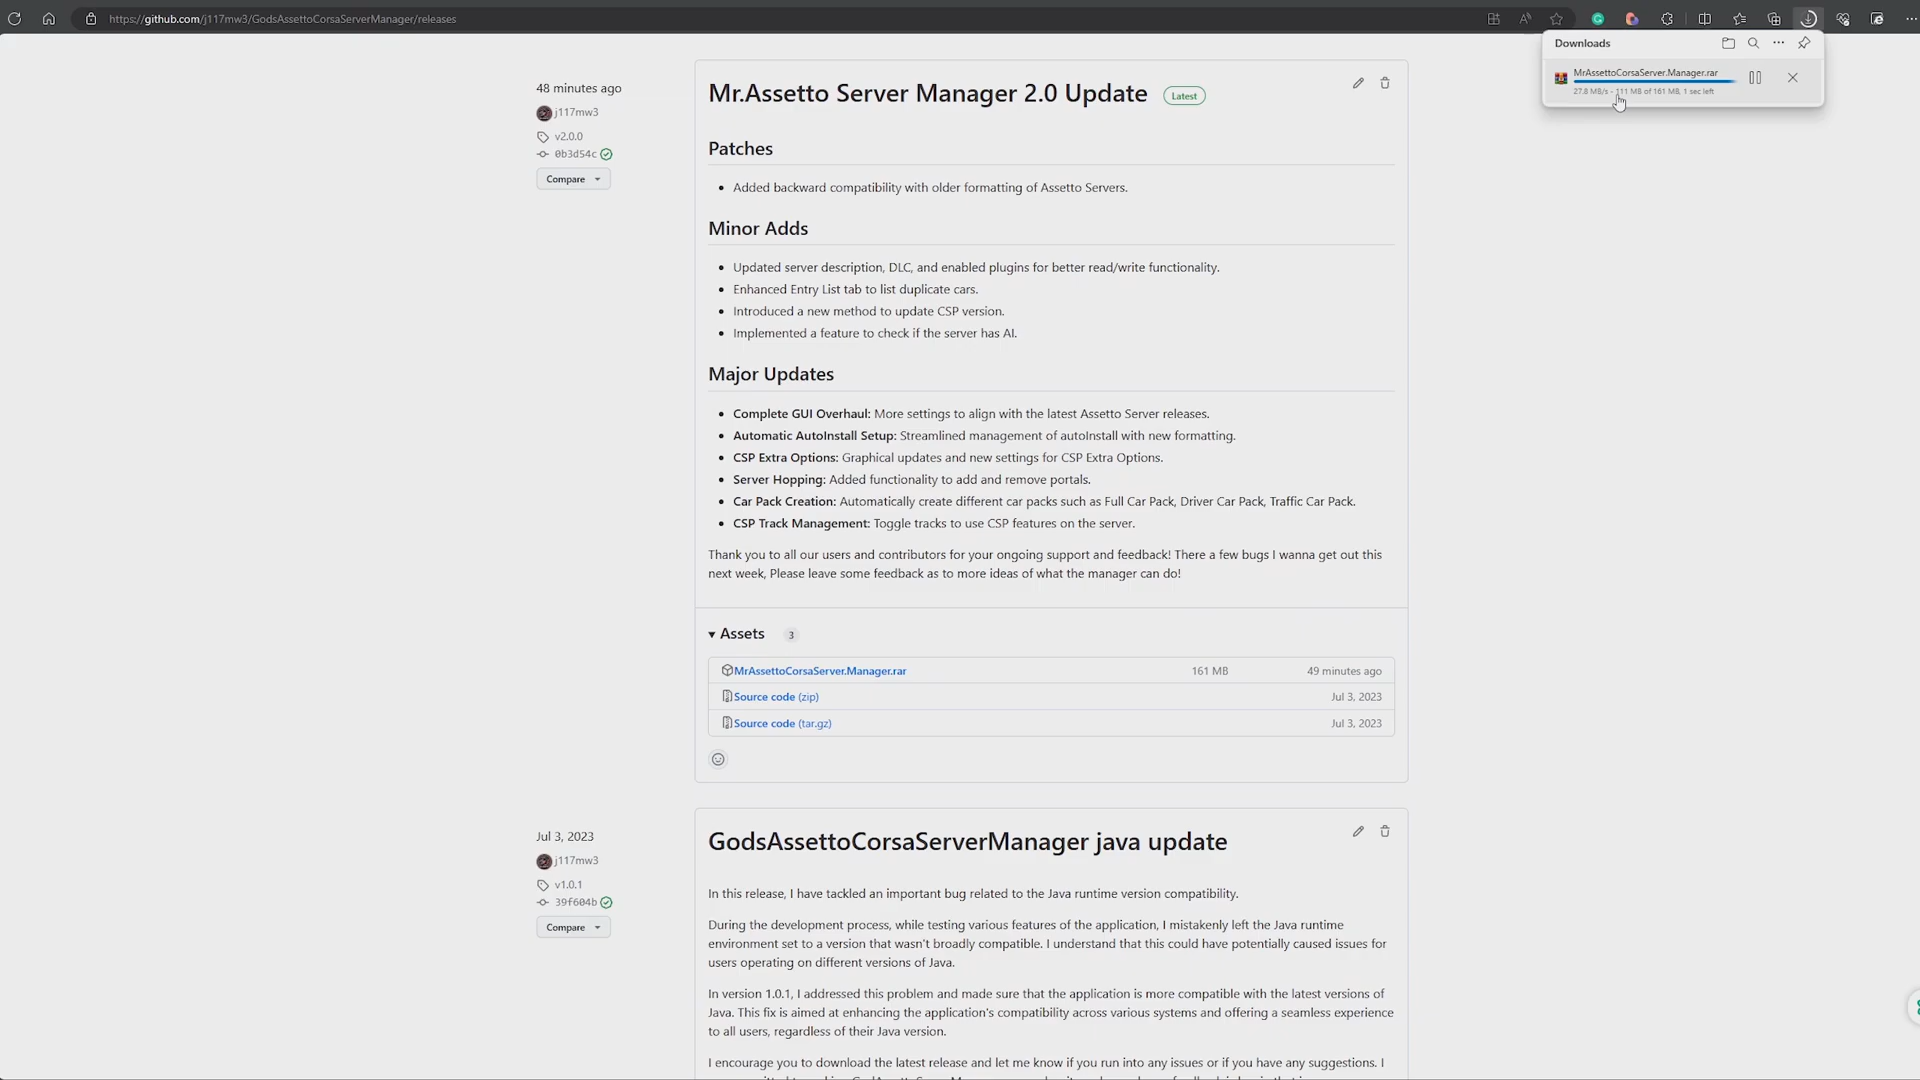 https://github.com/j117mw3/GodsAssettoCorsaServerManager/releases
Downloads
MrAssettoCorsaServer.Manager.rar
27.8 MB/s - 111 MB of 161 MB, 1 sec left
48 minutes ago
j117mw3
v2.0.0
0b3d54c
Compare
Mr.Assetto Server Manager 2.0 Update Latest
Patches
Added backward compatibility with older formatting of Assetto Servers.
Minor Adds
Updated server description, DLC, and enabled plugins for better read/write functionality.
Enhanced Entry List tab to list duplicate cars.
Introduced a new method to update CSP version.
Implemented a feature to check if the server has AI.
Major Updates
Complete GUI Overhaul: More settings to align with the latest Assetto Server releases.
Automatic AutoInstall Setup: Streamlined management of autoInstall with new formatting.
CSP Extra Options: Graphical updates and new settings for CSP Extra Options.
Server Hopping: Added functionality to add and remove portals.
Car Pack Creation: Automatically create different car packs such as Full Car Pack, Driver Car Pack, Traffic Car Pack.
CSP Track Management: Toggle tracks to use CSP features on the server.
Thank you to all our users and contributors for your ongoing support and feedback! There a few bugs I wanna get out this
next week, Please leave some feedback as to more ideas of what the manager can do!
Assets 3
MrAssettoCorsaServer.Manager.rar 161 MB 49 minutes ago
Source code (zip) Jul 3, 2023
Source code (tar.gz) Jul 3, 2023
Jul 3, 2023
j117mw3
v1.0.1
39f604b
Compare
GodsAssettoCorsaServerManager java update
In this release, I have tackled an important bug related to the Java runtime version compatibility.
During the development process, while testing various features of the application, I mistakenly left the Java runtime
environment set to a version that wasn't broadly compatible. I understand that this could have potentially caused issues for
users operating on different versions of Java.
In version 1.0.1, I addressed this problem and made sure that the application is more compatible with the latest versions of
Java. This fix is aimed at enhancing the application's compatibility across various systems and offering a seamless experience
to all users, regardless of their Java version.
I encourage you to download the latest release and let me know if you run into any issues or if you have any suggestions. I